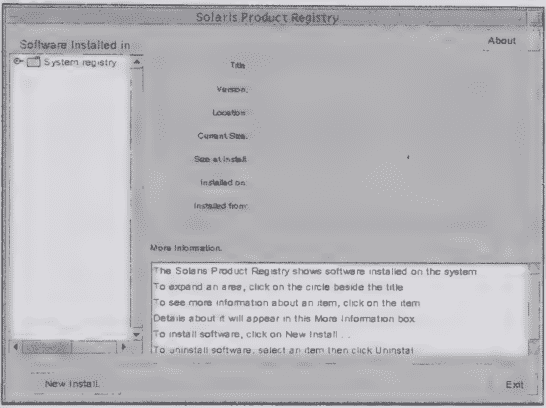 Solaris Product Registry
Software Installed in
About
System registry
Title
Version:
Location
Current Size:
Size at Install
Installed on:
Installed from:
More Information:
The Solaris Product Registry shows software installed on the system
To expand an area, click on the circle beside the title
To see more information about an item, click on the item
Details about it will appear in this More Information box
To install software, click on New Install . .
To uninstall software, select an item then click Uninstal
New Install.
Exit